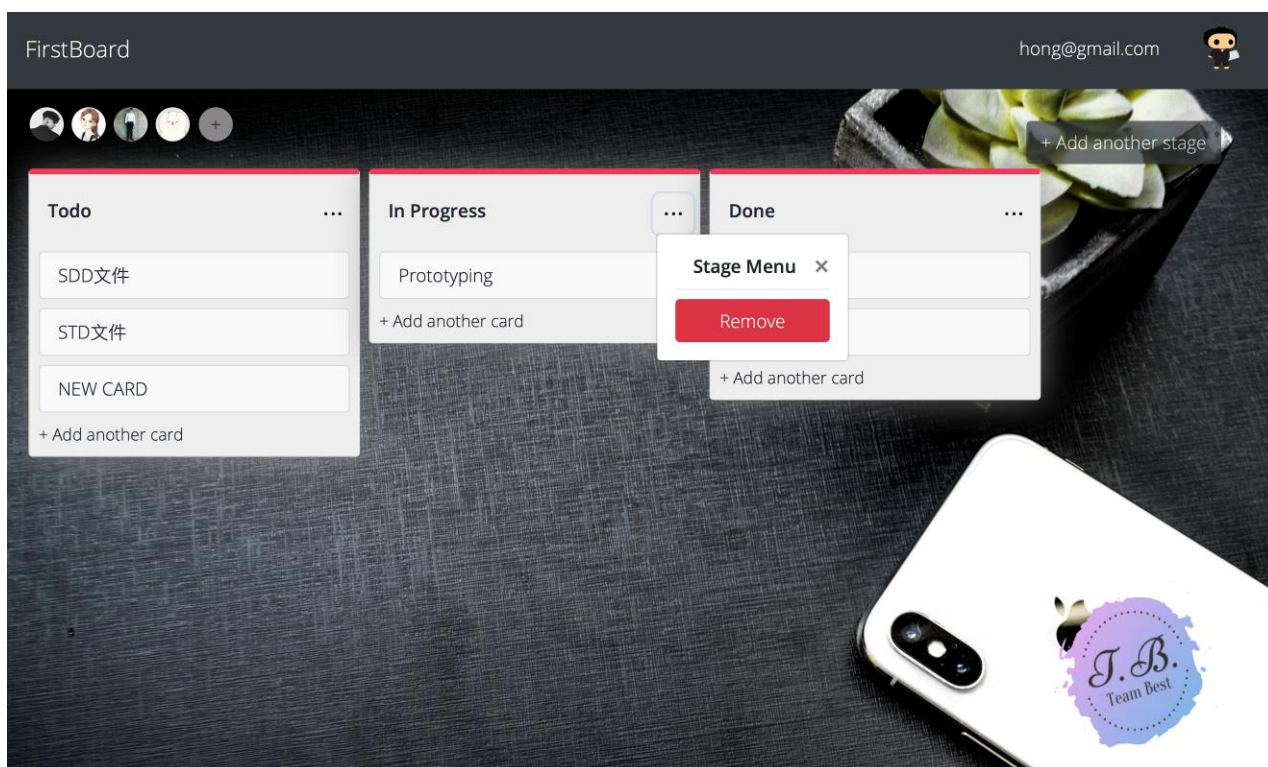 FirstBoard
hong@gmail.com
+
+ Add another stage
Todo
...
SDD文件
STD文件
NEW CARD
+ Add another card
In Progress
...
Prototyping
+ Add another card
Stage Menu ×
Remove
Done
...
+ Add another card
J. B.
Team Best